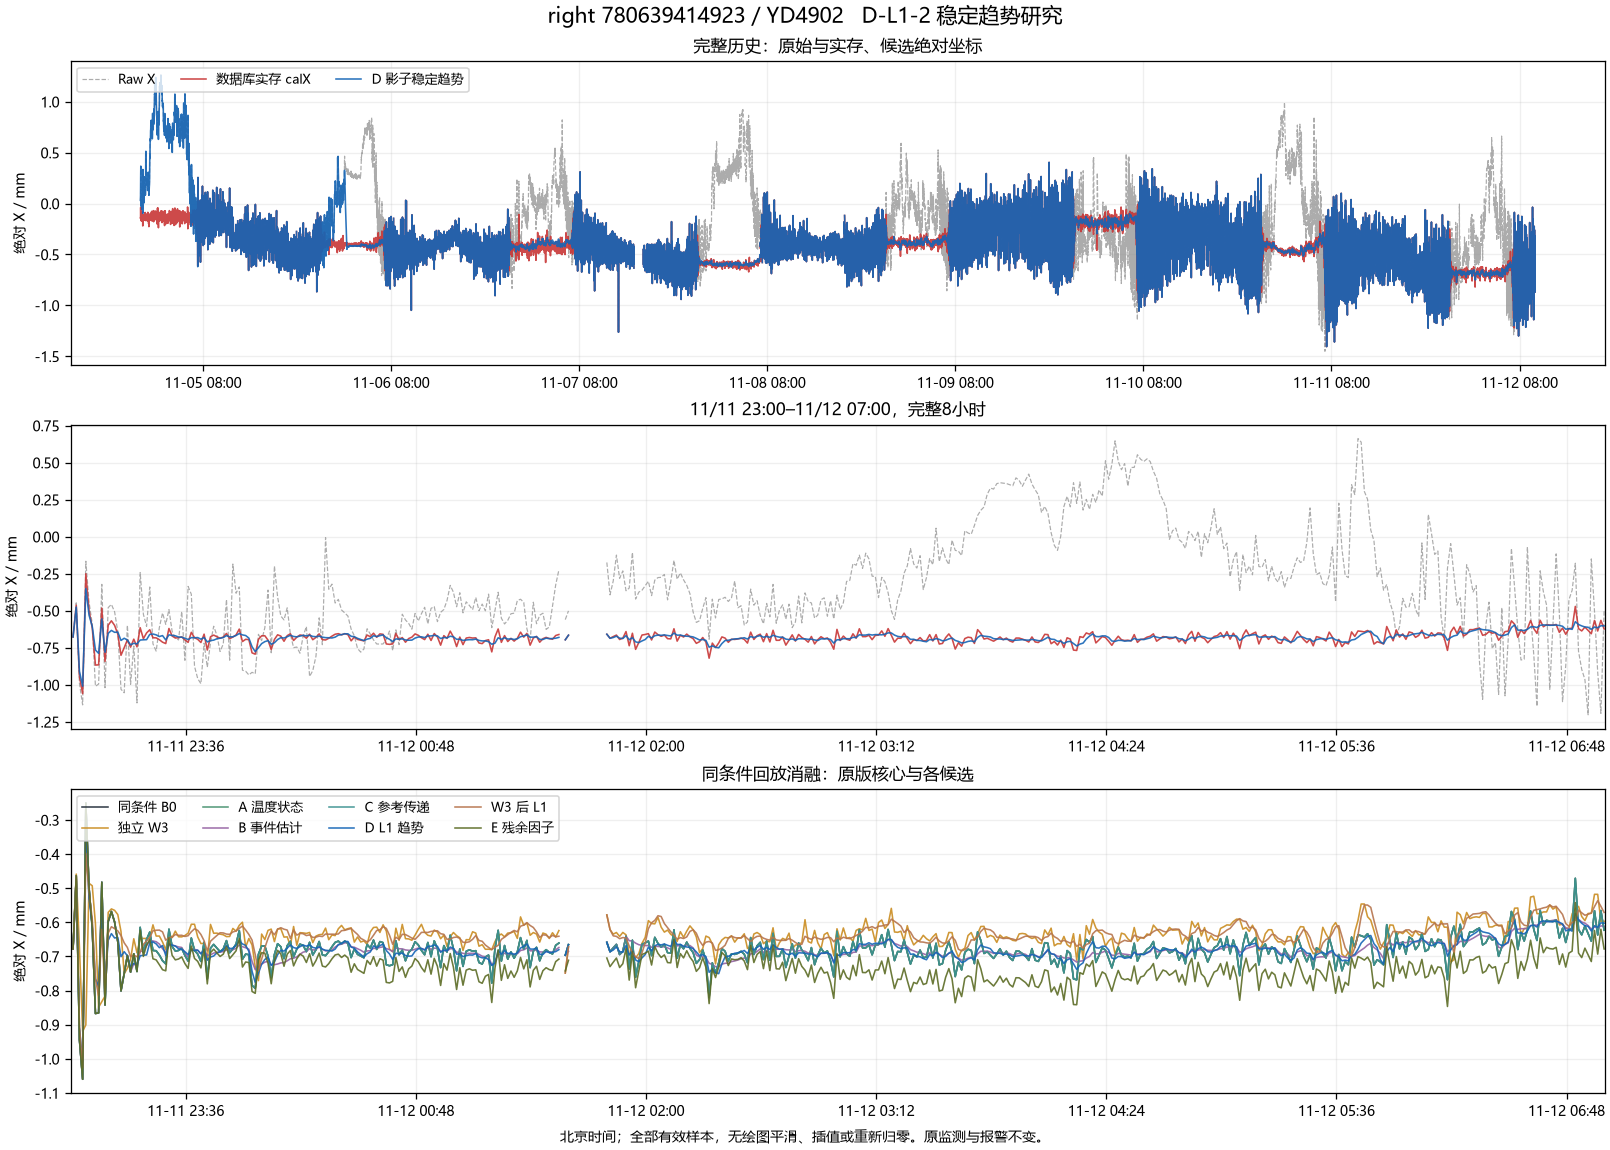 right 780639414923 / YD4902 D-L1-2 稳定趋势研究
完整历史：原始与实存、候选绝对坐标
Raw X 数据库实存 calX D 影子稳定趋势
绝对 X / mm
1.0
0.5
0.0
-0.5
-1.0
-1.5
11-05 08:00 11-06 08:00 11-07 08:00 11-08 08:00 11-09 08:00 11-10 08:00 11-11 08:00 11-12 08:00
11/11 23:00–11/12 07:00，完整8小时
绝对 X / mm
0.75
0.50
0.25
0.00
-0.25
-0.50
-0.75
-1.00
-1.25
11-11 23:36 11-12 00:48 11-12 02:00 11-12 03:12 11-12 04:24 11-12 05:36 11-12 06:48
同条件回放消融：原版核心与各候选
同条件 B0 A 温度状态 C 参考传递 W3 后 L1
独立 W3 B 事件估计 D L1 趋势 E 残余因子
绝对 X / mm
-0.3
-0.4
-0.5
-0.6
-0.7
-0.8
-0.9
-1.0
-1.1
11-11 23:36 11-12 00:48 11-12 02:00 11-12 03:12 11-12 04:24 11-12 05:36 11-12 06:48
北京时间；全部有效样本，无绘图平滑、插值或重新归零。原监测与报警不变。